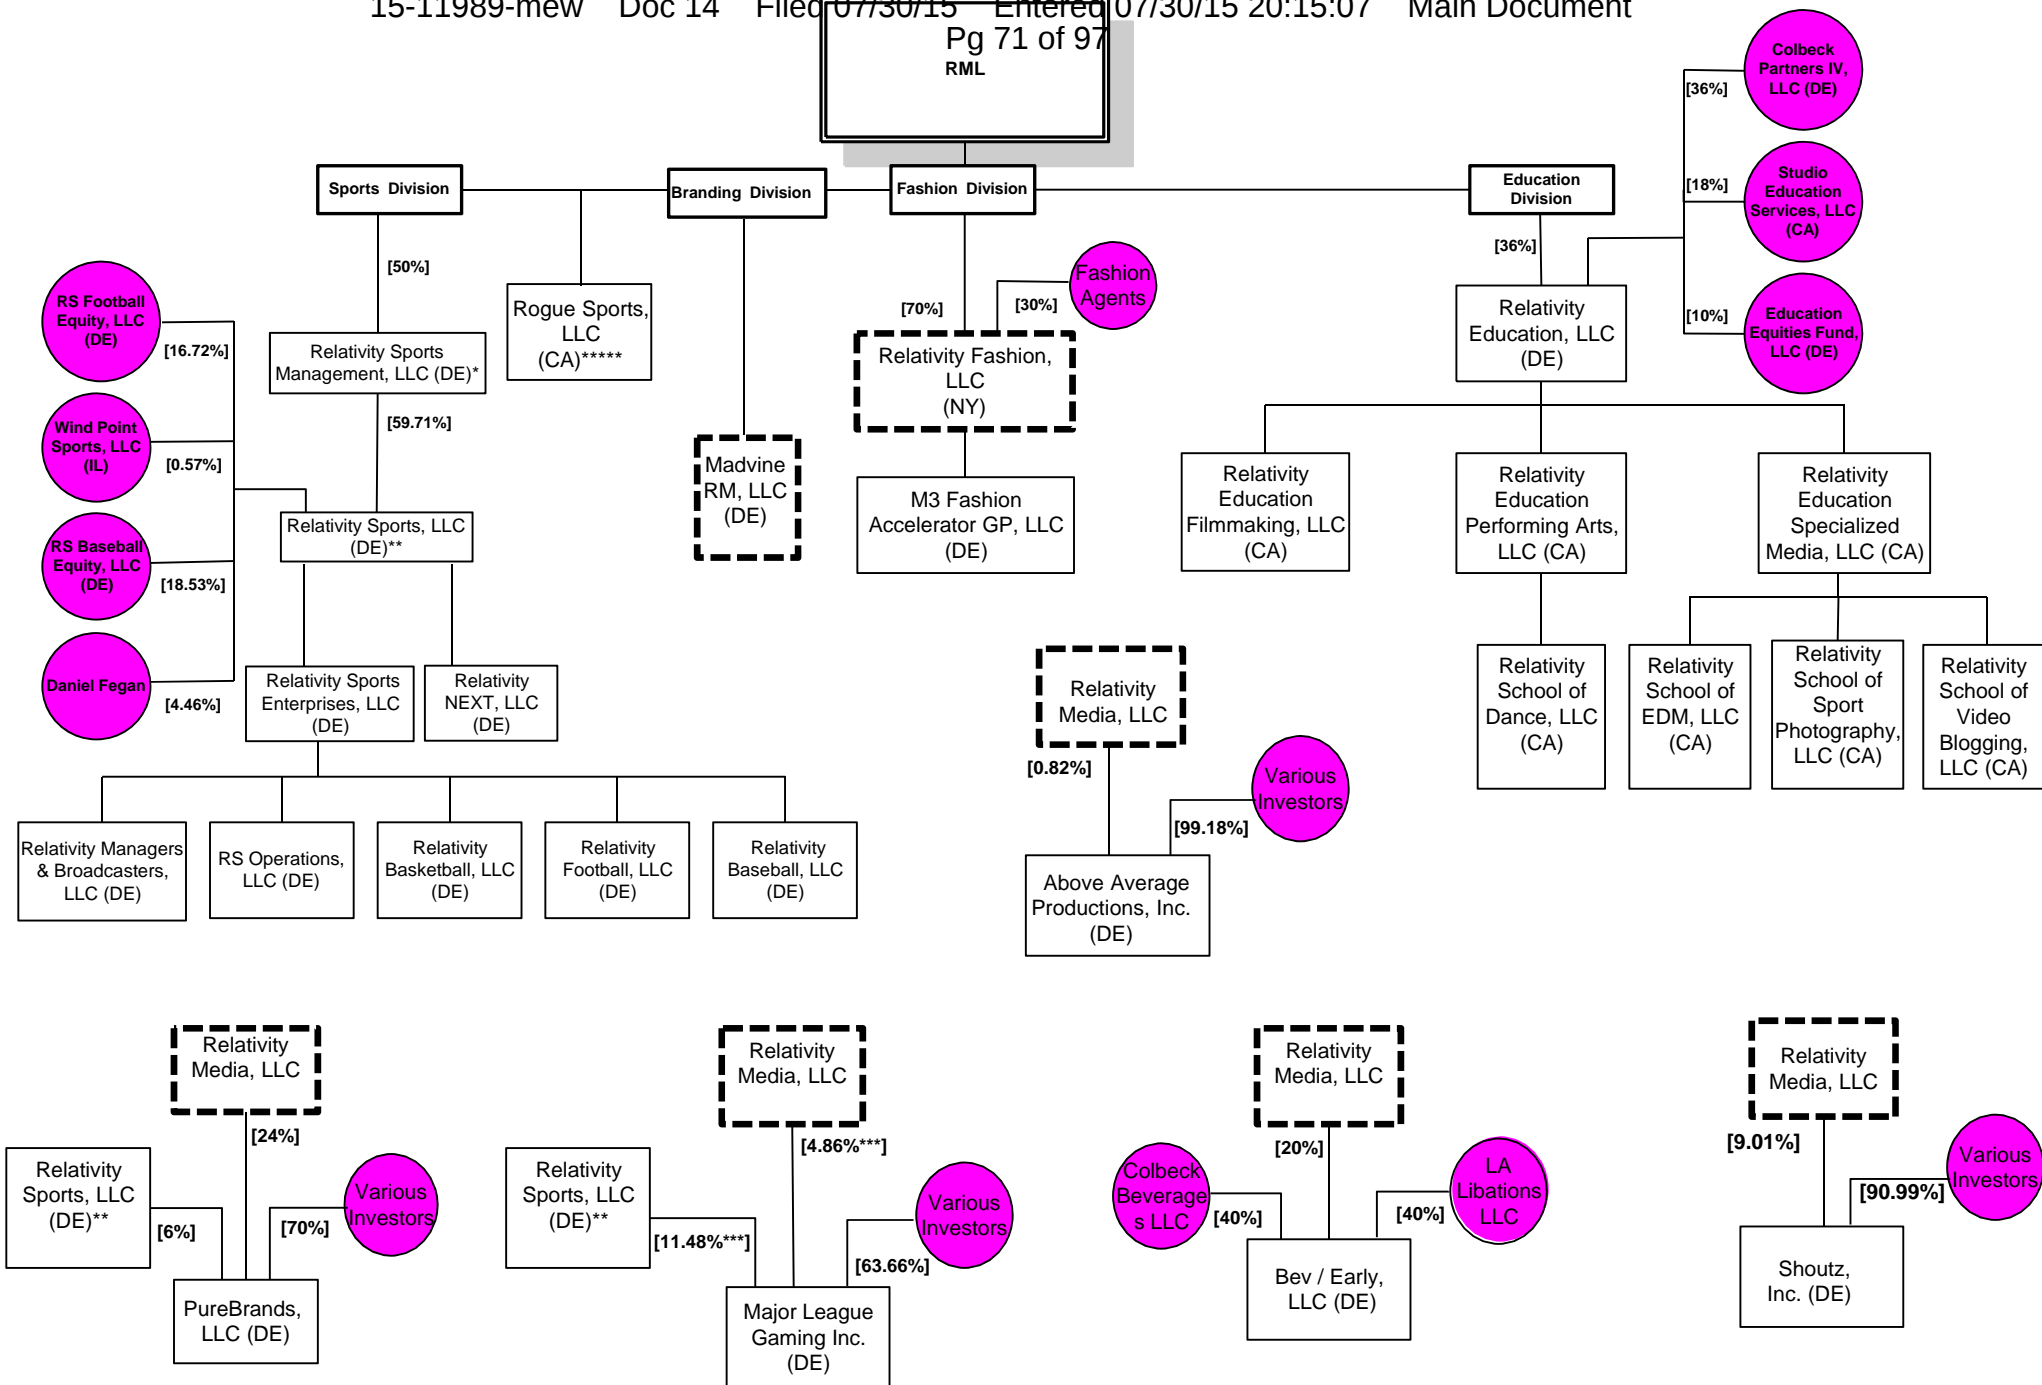 15-11989-mew Doc 14 Filed 07/30/15 Entered 07/30/15 20:15:07 Main Document
Pg 71 of 97
RML
Sports Division
Branding Division
Fashion Division
Education
Division
Colbeck
Partners IV,
LLC (DE)
[36%]
Studio
Education
Services, LLC
(CA)
[18%]
Education
Equities Fund,
LLC (DE)
[10%]
[36%]
[50%]
[70%]
[30%]
Fashion
Agents
RS Football
Equity, LLC
(DE)
[16.72%]
Wind Point
Sports, LLC
(IL)
[0.57%]
RS Baseball
Equity, LLC
(DE)
[18.53%]
Daniel Fegan
[4.46%]
Relativity Sports
Management, LLC (DE)*
[59.71%]
Rogue Sports,
LLC
(CA)*****
Relativity Sports, LLC
(DE)**
Madvine
RM, LLC
(DE)
Relativity Fashion,
LLC
(NY)
M3 Fashion
Accelerator GP, LLC
(DE)
Relativity
Education, LLC
(DE)
Relativity
Education
Filmmaking, LLC
(CA)
Relativity
Education
Performing Arts,
LLC (CA)
Relativity
Education
Specialized
Media, LLC (CA)
Relativity
School of
Dance, LLC
(CA)
Relativity
School of
EDM, LLC
(CA)
Relativity
School of
Sport
Photography,
LLC (CA)
Relativity
School of
Video
Blogging,
LLC (CA)
Relativity Sports
Enterprises, LLC
(DE)
Relativity
NEXT, LLC
(DE)
Relativity Managers
& Broadcasters,
LLC (DE)
RS Operations,
LLC (DE)
Relativity
Basketball, LLC
(DE)
Relativity
Football, LLC
(DE)
Relativity
Baseball, LLC
(DE)
Relativity
Media, LLC
[0.82%]
Various
Investors
[99.18%]
Above Average
Productions, Inc.
(DE)
Relativity
Media, LLC
[24%]
Relativity
Sports, LLC
(DE)**
[6%]
[70%]
Various
Investors
PureBrands,
LLC (DE)
Relativity
Media, LLC
[4.86%***]
Relativity
Sports, LLC
(DE)**
[11.48%***]
Various
Investors
[63.66%]
Major League
Gaming Inc.
(DE)
Relativity
Media, LLC
[20%]
Colbeck
Beverage
s LLC
[40%]
[40%]
LA
Libations
LLC
Bev / Early,
LLC (DE)
Relativity
Media, LLC
[9.01%]
Various
Investors
[90.99%]
Shoutz,
Inc. (DE)